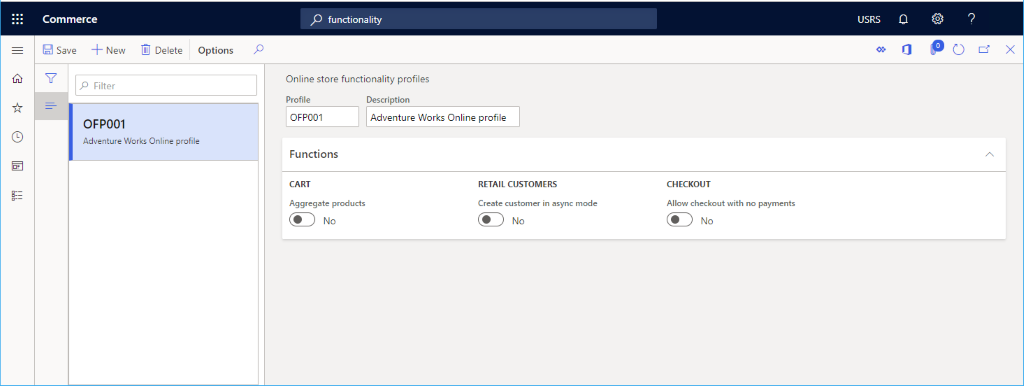 Commerce
functionality
USRS
?
Save
New
Delete
Options
0
Filter
OFP001
Adventure Works Online profile
Online store functionality profiles
Profile
Description
OFP001
Adventure Works Online profile
Functions
CART
RETAIL CUSTOMERS
CHECKOUT
Aggregate products
Create customer in async mode
Allow checkout with no payments
No
No
No